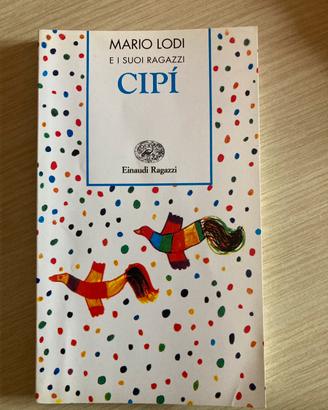 MARIO LODI
E I SUOI RAGAZZI
CIPÍ
Einaudi Ragazzi